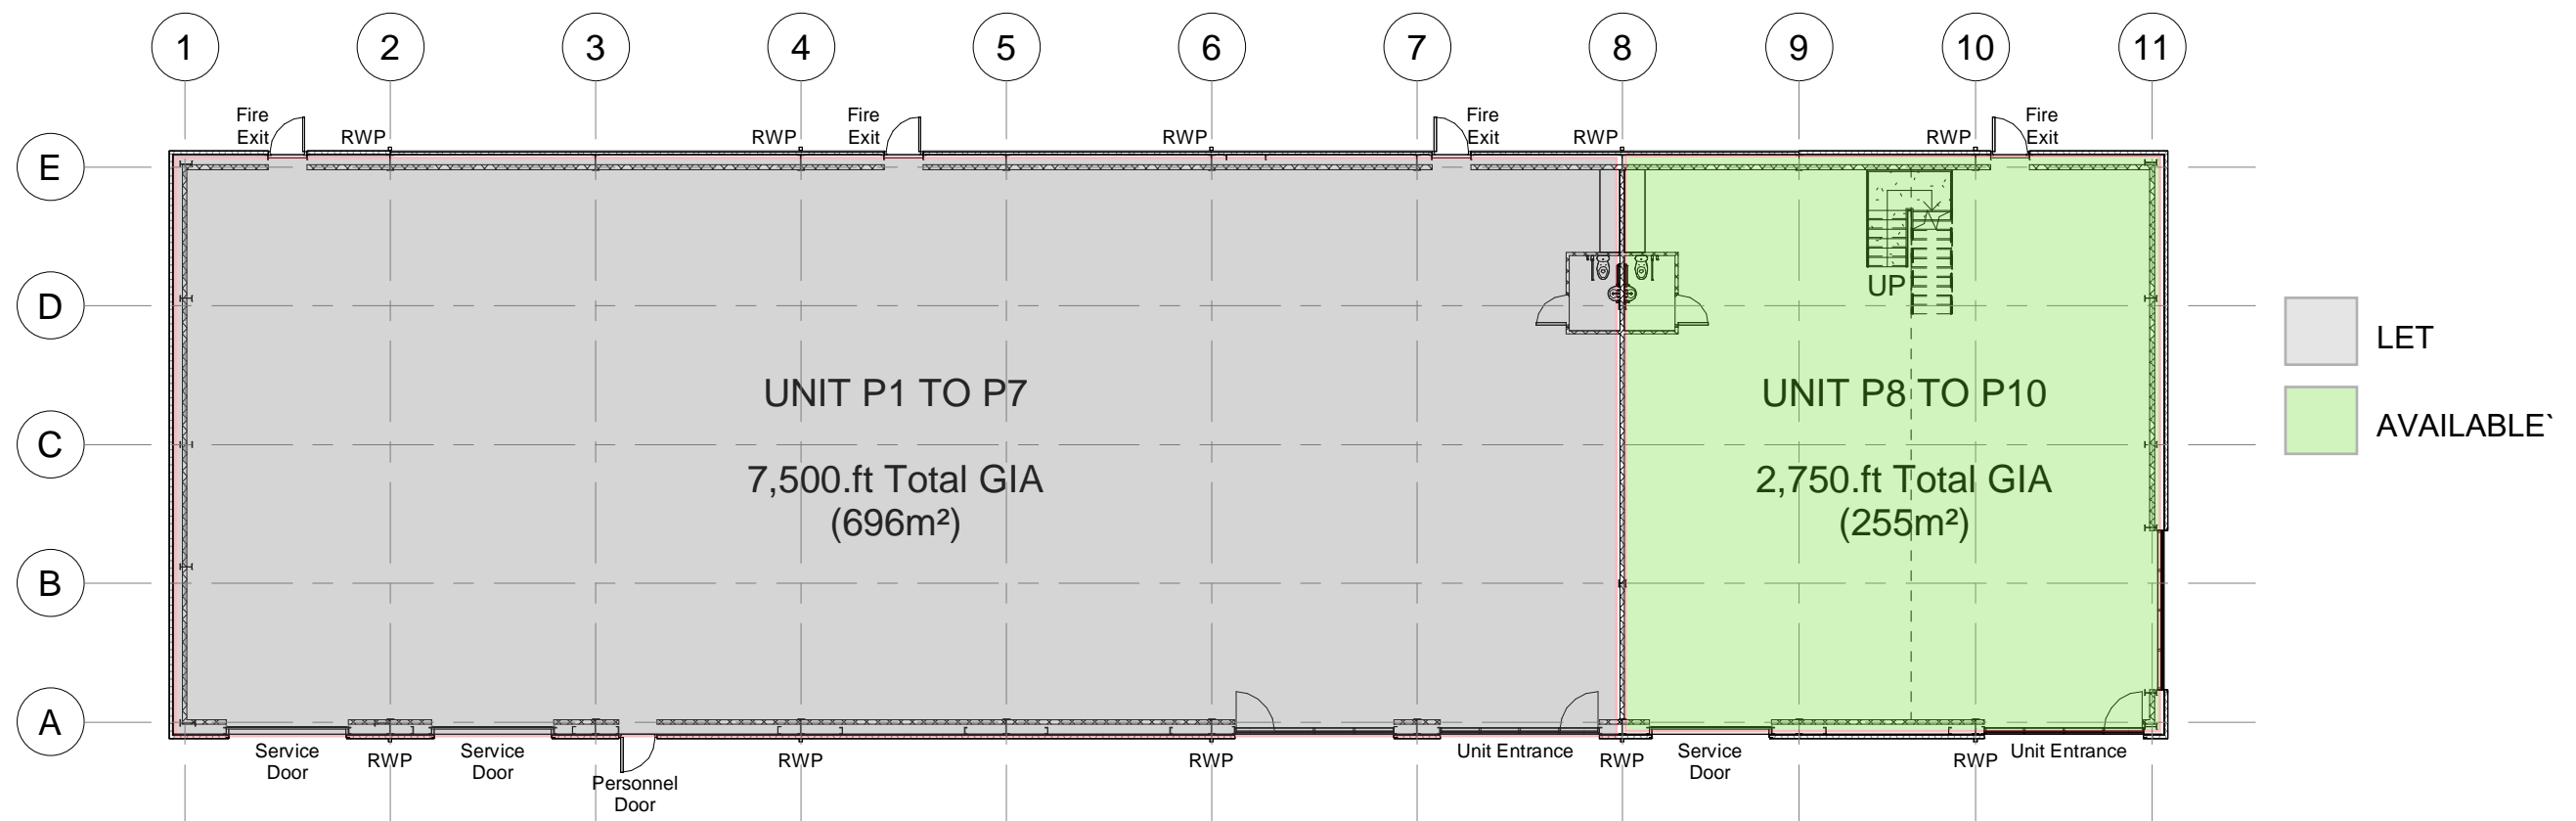 1 2 3 4 5 6 7 8 9 10 11
Fire
Exit
RWP
RWP
Fire
Exit
RWP
Fire
Exit
RWP
RWP
Fire
Exit
E
D
C
B
A
UP
UNIT P1 TO P7
7,500.ft Total GIA
(696m²)
UNIT P8 TO P10
2,750.ft Total GIA
(255m²)
LET
AVAILABLE`
Service
Door
RWP
Service
Door
Personnel
Door
RWP
RWP
Unit Entrance
RWP
Service
Door
RWP
Unit Entrance